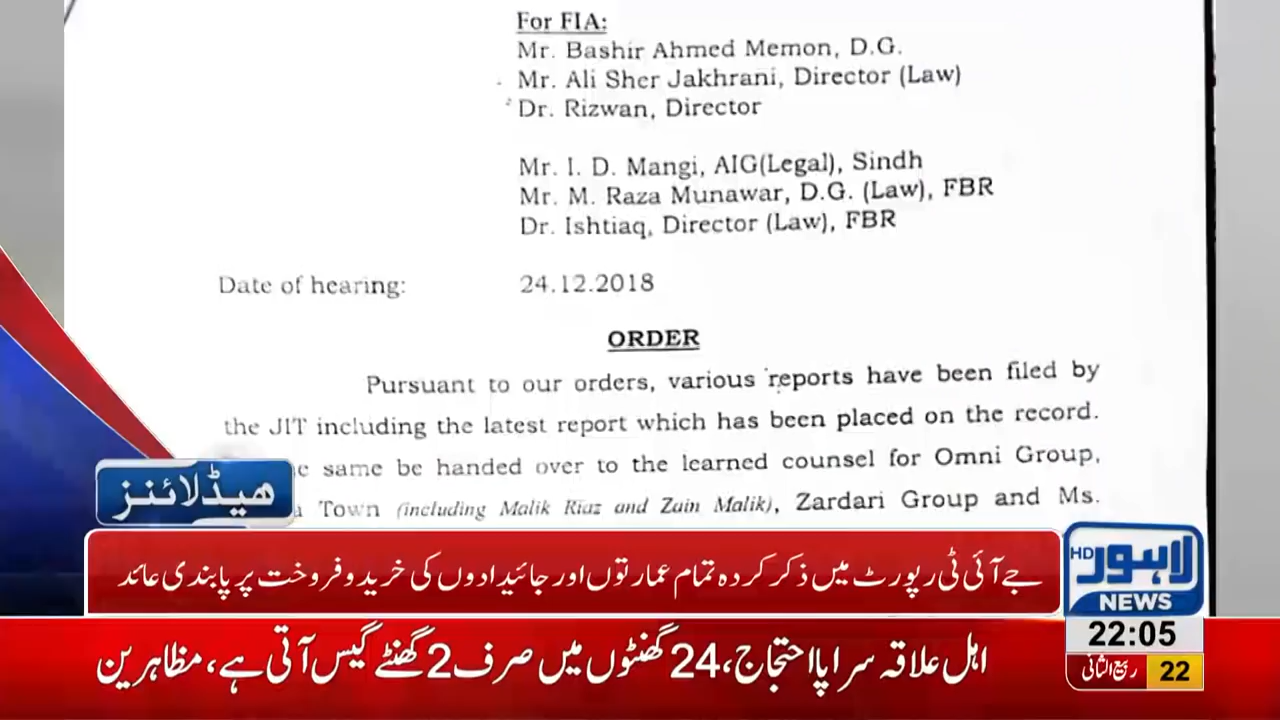 For FIA:
Mr. Bashir Ahmed Memon, D.G.
Mr. Ali Sher Jakhrani, Director (Law)
Dr. Rizwan, Director
Mr. I. D. Mangi, AIG(Legal), Sindh
Mr. M. Raza Munawar, D.G. (Law), FBR
Dr. Ishtiaq, Director (Law), FBR
Date of hearing: 24.12.2018
ORDER
Pursuant to our orders, various reports have been filed by
the JIT including the latest report which has been placed on the record.
same be handed over to the learned counsel for Omni Group,
Town (including Malik Riaz and Zain Malik), Zardari Group and Ms.
ھیڈلائنز
جے آئی ٹی رپورٹ میں ذکر کردہ تمام عمارتوں اور جائیدادوں کی خرید و فروخت پر پابندی عائد
لاہور HD
NEWS
22:05
22 ربیع الثانی
اہل علاقہ سراپا احتجاج، 24 گھنٹوں میں صرف 2 گھنٹے گیس آتی ہے، مظاہرین